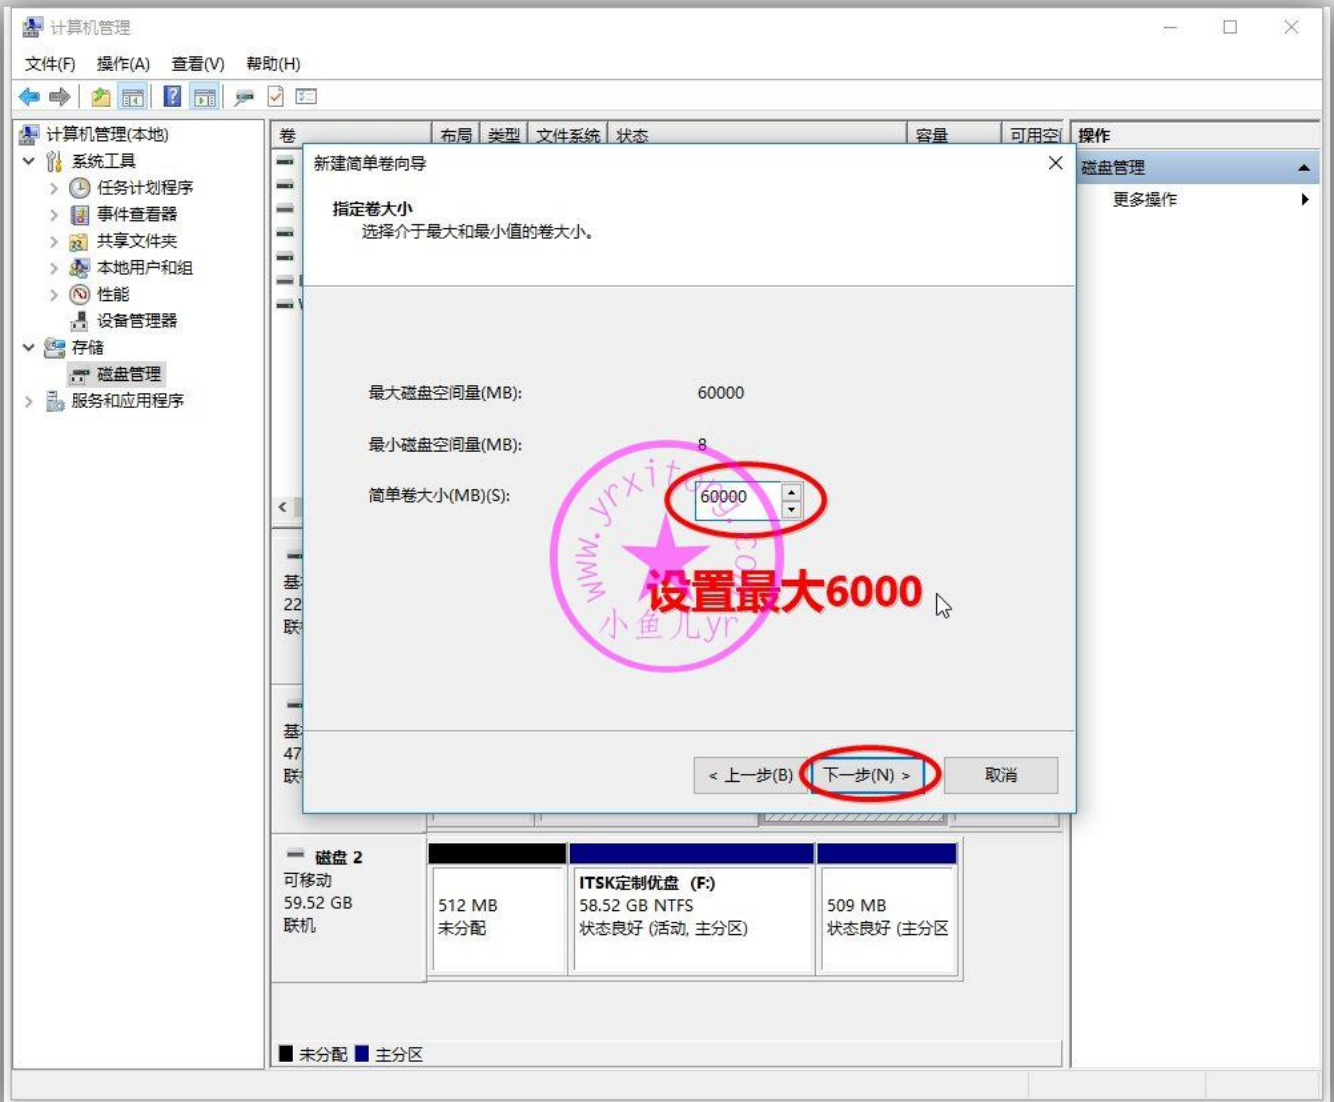 计算机管理
文件(F) 操作(A) 查看(V) 帮助(H)
计算机管理(本地)
系统工具
任务计划程序
事件查看器
共享文件夹
本地用户和组
性能
设备管理器
存储
磁盘管理
服务和应用程序
卷 布局 类型 文件系统 状态 容量 可用空
操作
磁盘管理
更多操作
新建简单卷向导
指定卷大小
选择介于最大和最小值的卷大小。
最大磁盘空间量(MB): 60000
最小磁盘空间量(MB): 8
简单卷大小(MB)(S): 60000
www.yrxitong.com
小鱼儿yr
设置最大6000
< 上一步(B) 下一步(N) > 取消
基
22
联
基
47
联
磁盘 2
可移动
59.52 GB
联机
512 MB
未分配
ITSK定制优盘 (F:)
58.52 GB NTFS
状态良好 (活动, 主分区)
509 MB
状态良好 (主分区
未分配 主分区